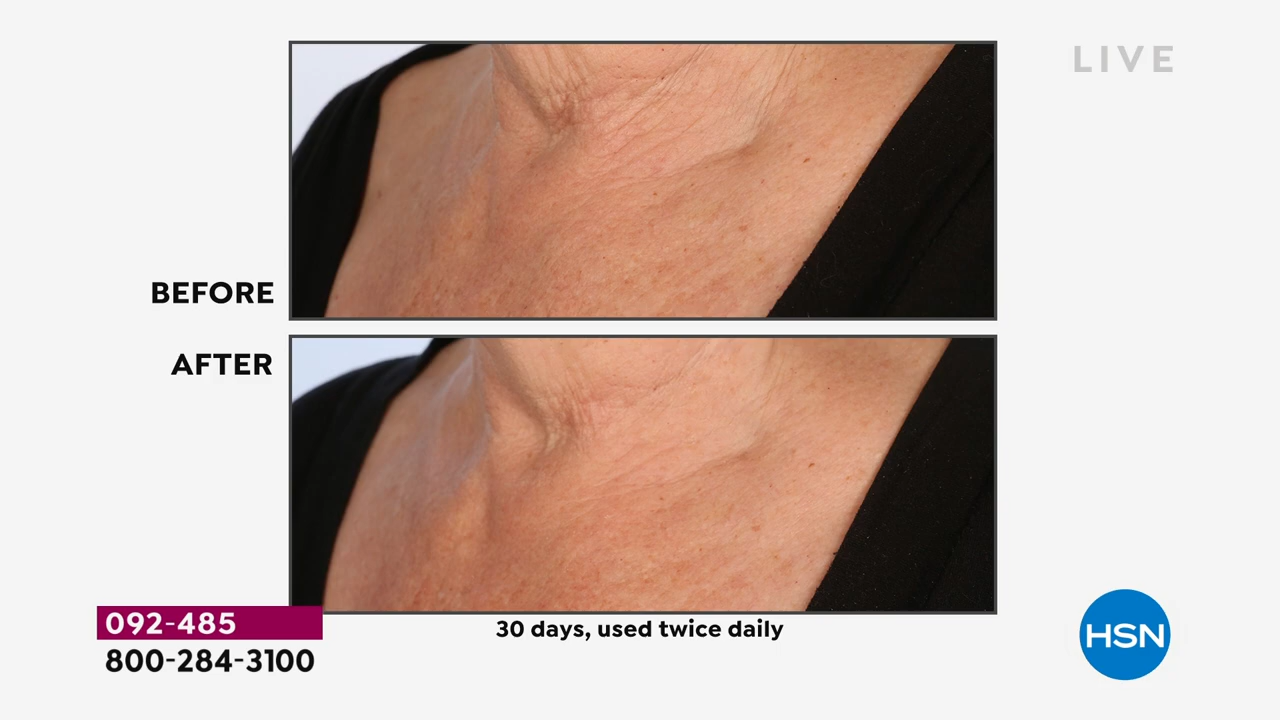 LIVE
BEFORE
AFTER
092-485
800-284-3100
30 days, used twice daily
HSN